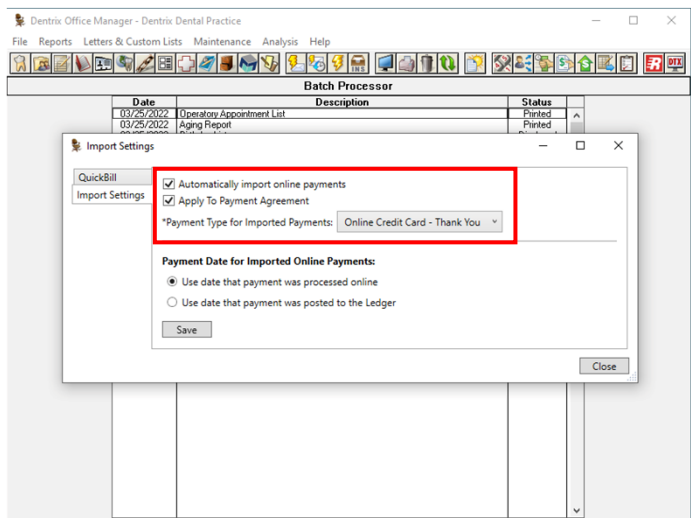 Dentrix Office Manager - Dentrix Dental Practice
File Reports Letters & Custom Lists Maintenance Analysis Help
INS
DTX
Batch Processor
Date Description Status
03/25/2022 Operatory Appointment List Printed
03/25/2022 Aging Report Printed
Import Settings
QuickBill
Import Settings
Automatically import online payments
Apply To Payment Agreement
*Payment Type for Imported Payments: Online Credit Card - Thank You
Payment Date for Imported Online Payments:
Use date that payment was processed online
Use date that payment was posted to the Ledger
Save
Close